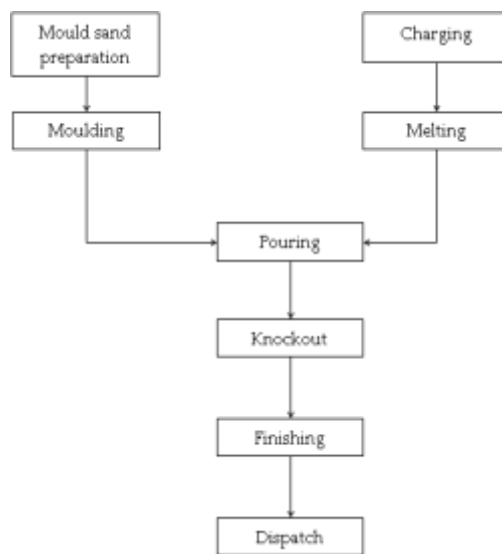 Mould sand
preparation
Charging
Moulding
Melting
Pouring
Knockout
Finishing
Dispatch